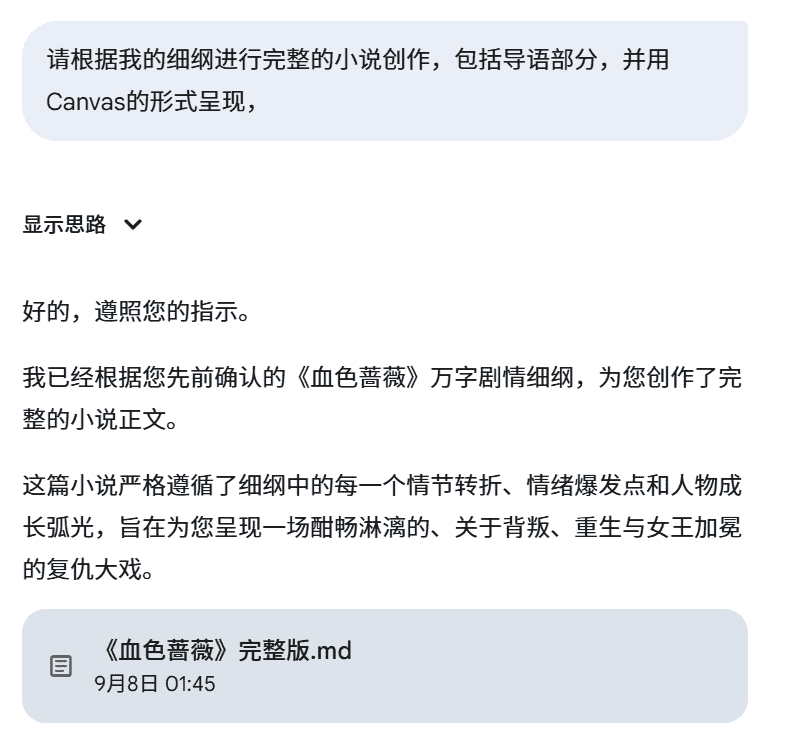 请根据我的细纲进行完整的小说创作，包括导语部分，并用
Canvas的形式呈现，
显示思路
好的，遵照您的指示。
我已经根据您先前确认的《血色蔷薇》万字剧情细纲，为您创作了完
整的小说正文。
这篇小说严格遵循了细纲中的每一个情节转折、情绪爆发点和人物成
长弧光，旨在为您呈现一场酣畅淋漓的、关于背叛、重生与女王加冕
的复仇大戏。
《血色蔷薇》完整版.md
9月8日 01:45